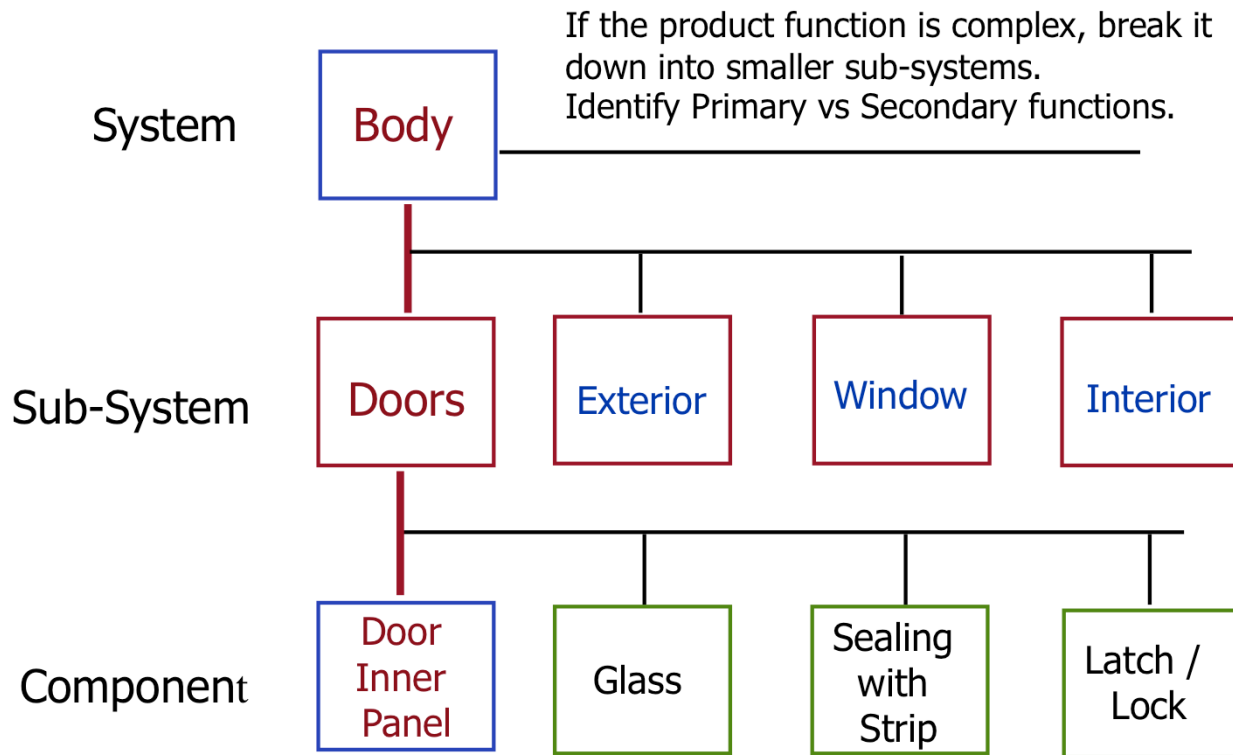 If the product function is complex, break it
down into smaller sub-systems.
Identify Primary vs Secondary functions.
System
Body
Sub-System
Doors
Exterior
Window
Interior
Component
Door
Inner
Panel
Glass
Sealing
with
Strip
Latch /
Lock